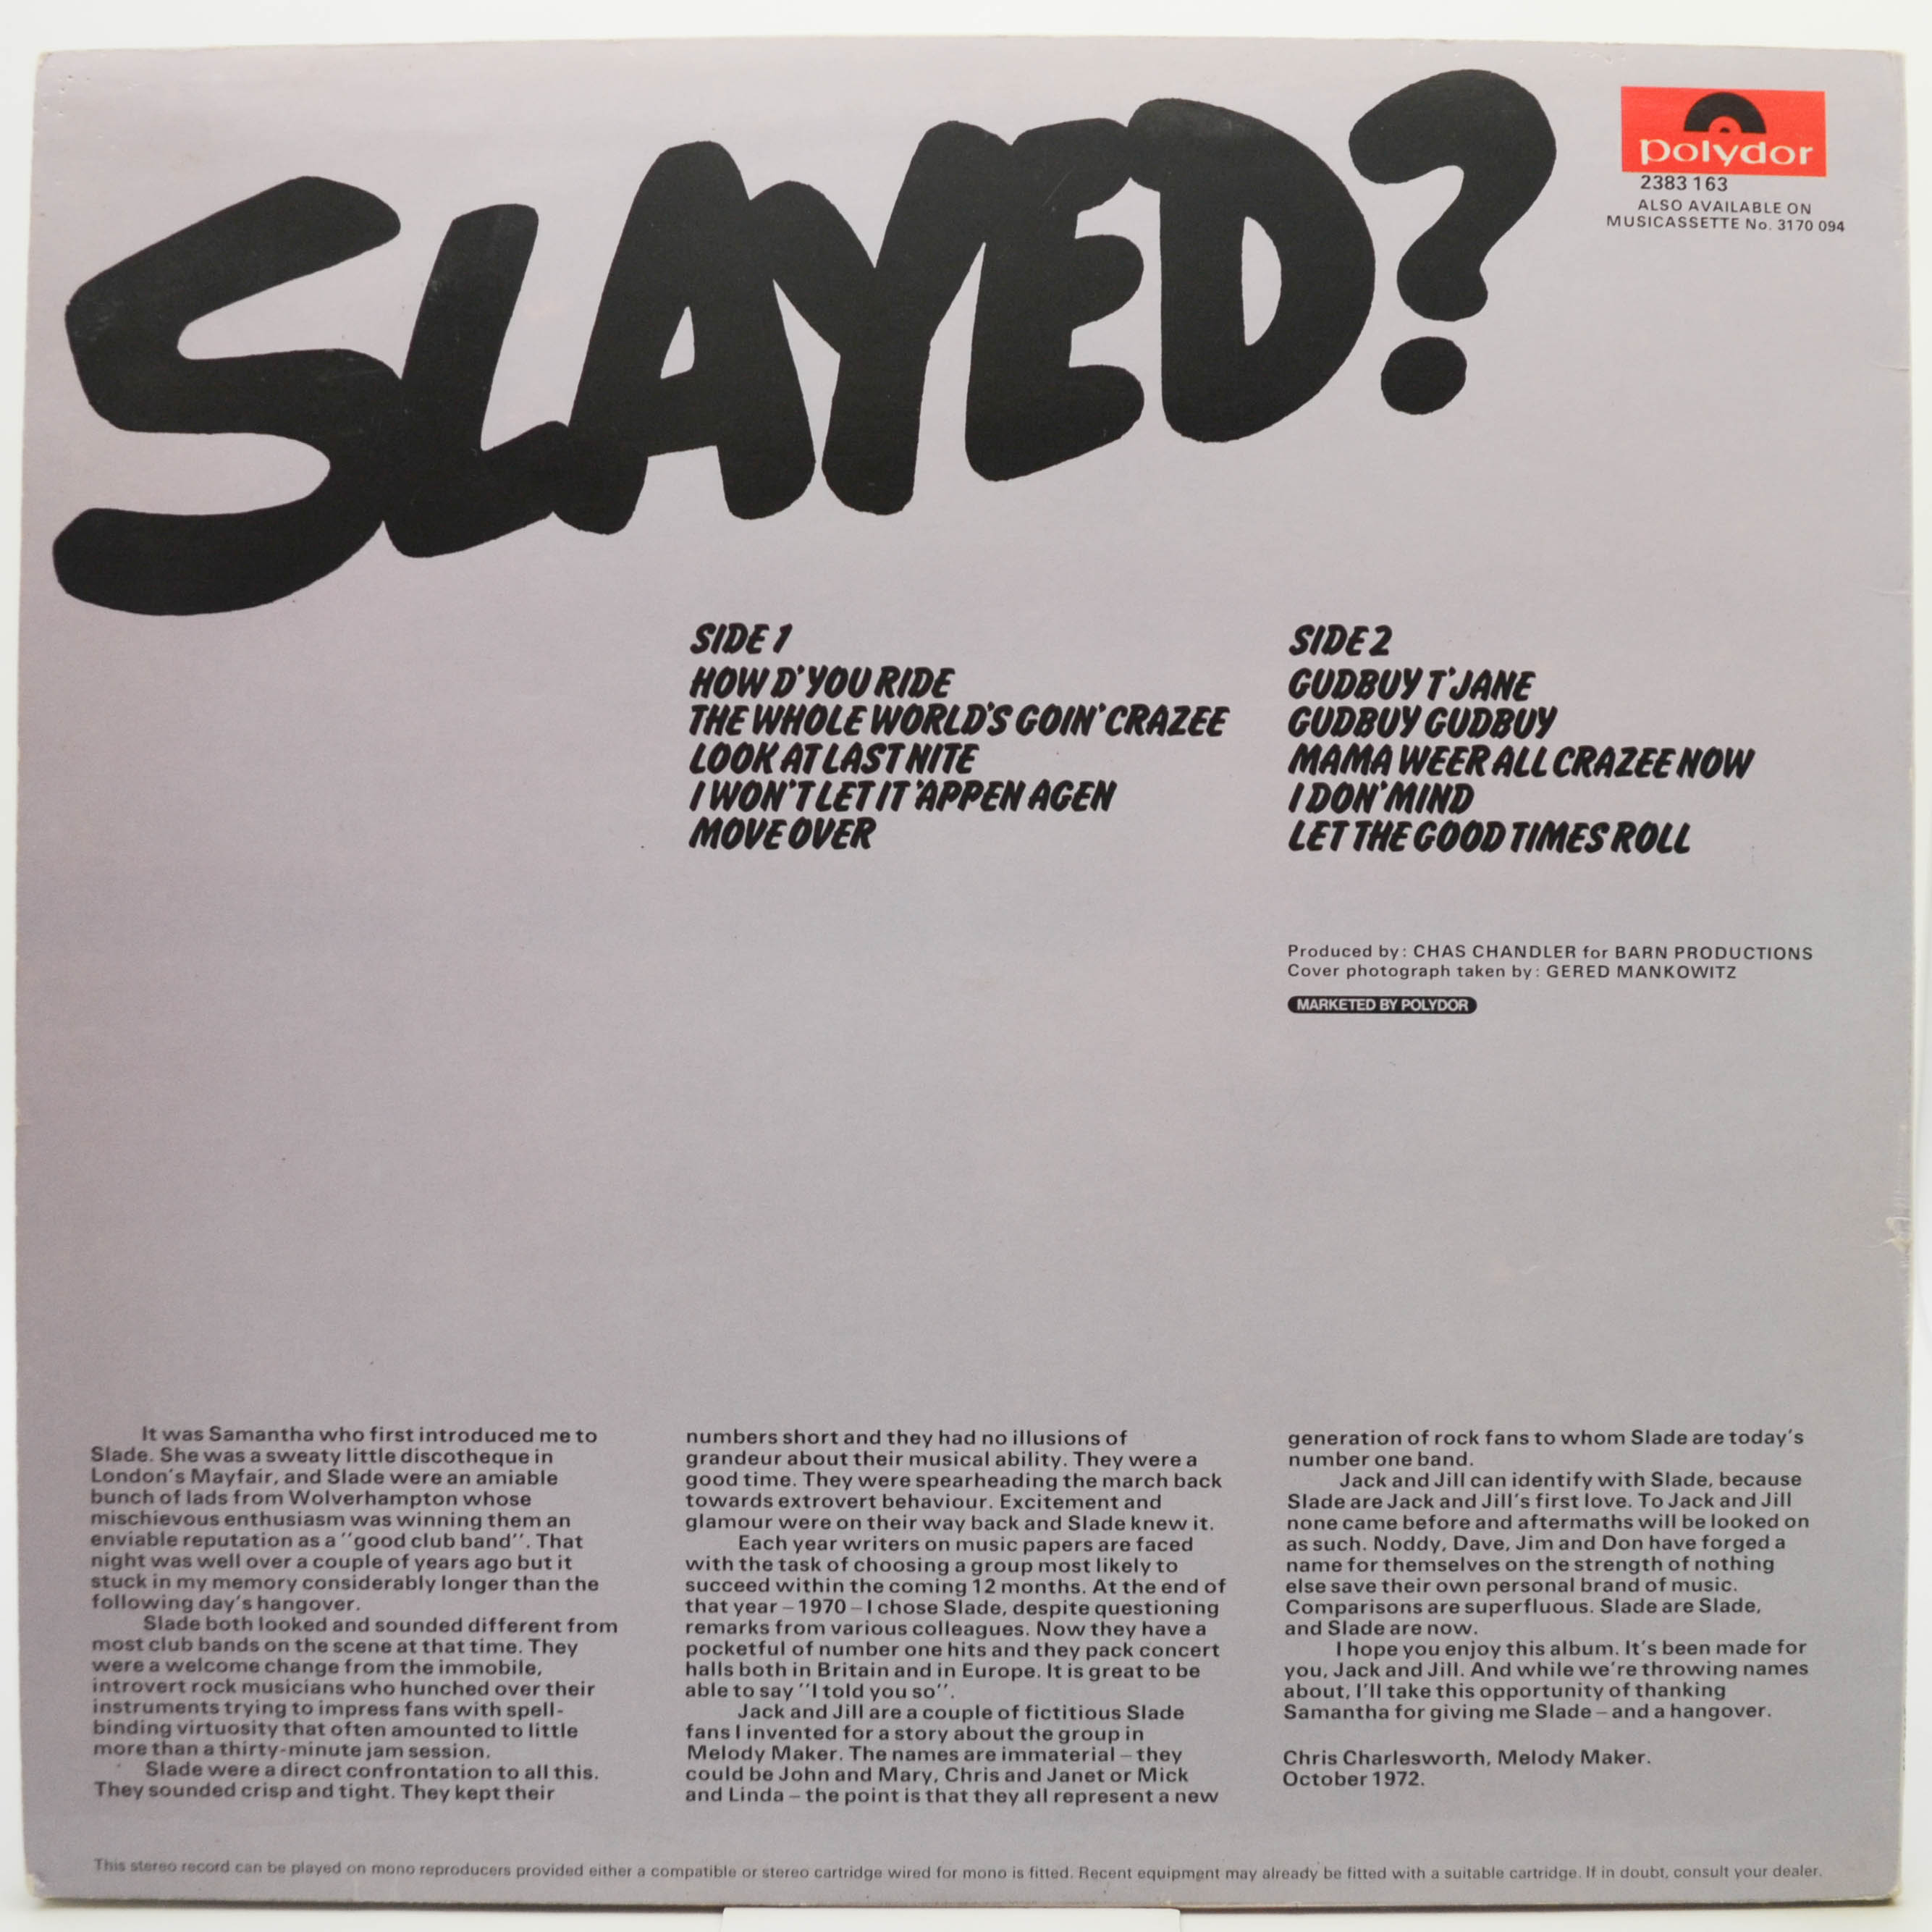 SLAYED?
polydor
2383 163
ALSO AVAILABLE ON
MUSICASSETTE No. 3170 094
SIDE 1
HOW D'YOU RIDE
THE WHOLE WORLD'S GOIN' CRAZEE
LOOK AT LAST NITE
I WON'T LET IT 'APPEN AGEN
MOVE OVER
SIDE 2
GUDBUY T'JANE
GUDBUY GUDBUY
MAMA WEER ALL CRAZEE NOW
I DON' MIND
LET THE GOOD TIMES ROLL
Produced by: CHAS CHANDLER for BARN PRODUCTIONS
Cover photograph taken by: GERED MANKOWITZ
MARKETED BY POLYDOR
It was Samantha who first introduced me to
Slade. She was a sweaty little discotheque in
London's Mayfair, and Slade were an amiable
bunch of lads from Wolverhampton whose
mischievous enthusiasm was winning them an
enviable reputation as a "good club band". That
night was well over a couple of years ago but it
stuck in my memory considerably longer than the
following day's hangover.
Slade both looked and sounded different from
most club bands on the scene at that time. They
were a welcome change from the immobile,
introvert rock musicians who hunched over their
instruments trying to impress fans with spell-
binding virtuosity that often amounted to little
more than a thirty-minute jam session.
Slade were a direct confrontation to all this.
They sounded crisp and tight. They kept their
numbers short and they had no illusions of
grandeur about their musical ability. They were a
good time. They were spearheading the march back
towards extrovert behaviour. Excitement and
glamour were on their way back and Slade knew it.
Each year writers on music papers are faced
with the task of choosing a group most likely to
succeed within the coming 12 months. At the end of
that year – 1970 – I chose Slade, despite questioning
remarks from various colleagues. Now they have a
pocketful of number one hits and they pack concert
halls both in Britain and in Europe. It is great to be
able to say "I told you so".
Jack and Jill are a couple of fictitious Slade
fans I invented for a story about the group in
Melody Maker. The names are immaterial – they
could be John and Mary, Chris and Janet or Mick
and Linda – the point is that they all represent a new
generation of rock fans to whom Slade are today's
number one band.
Jack and Jill can identify with Slade, because
Slade are Jack and Jill's first love. To Jack and Jill
none came before and aftermaths will be looked on
as such. Noddy, Dave, Jim and Don have forged a
name for themselves on the strength of nothing
else save their own personal brand of music.
Comparisons are superfluous. Slade are Slade,
and Slade are now.
I hope you enjoy this album. It's been made for
you, Jack and Jill. And while we're throwing names
about, I'll take this opportunity of thanking
Samantha for giving me Slade – and a hangover.
Chris Charlesworth, Melody Maker.
October 1972.
This stereo record can be played on mono reproducers provided either a compatible or stereo cartridge wired for mono is fitted. Recent equipment may already be fitted with a suitable cartridge. If in doubt, consult your dealer.